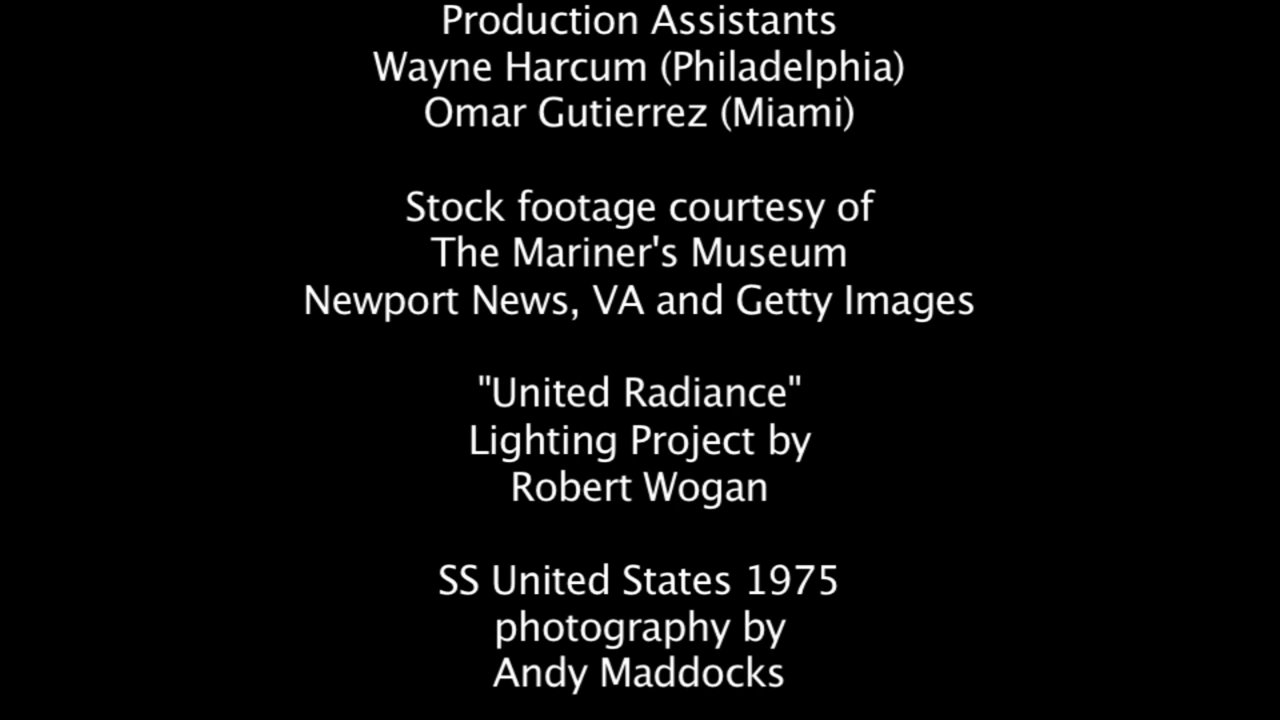 Production Assistants
Wayne Harcum (Philadelphia)
Omar Gutierrez (Miami)
Stock footage courtesy of
The Mariner's Museum
Newport News, VA and Getty Images
"United Radiance"
Lighting Project by
Robert Wogan
SS United States 1975
photography by
Andy Maddocks